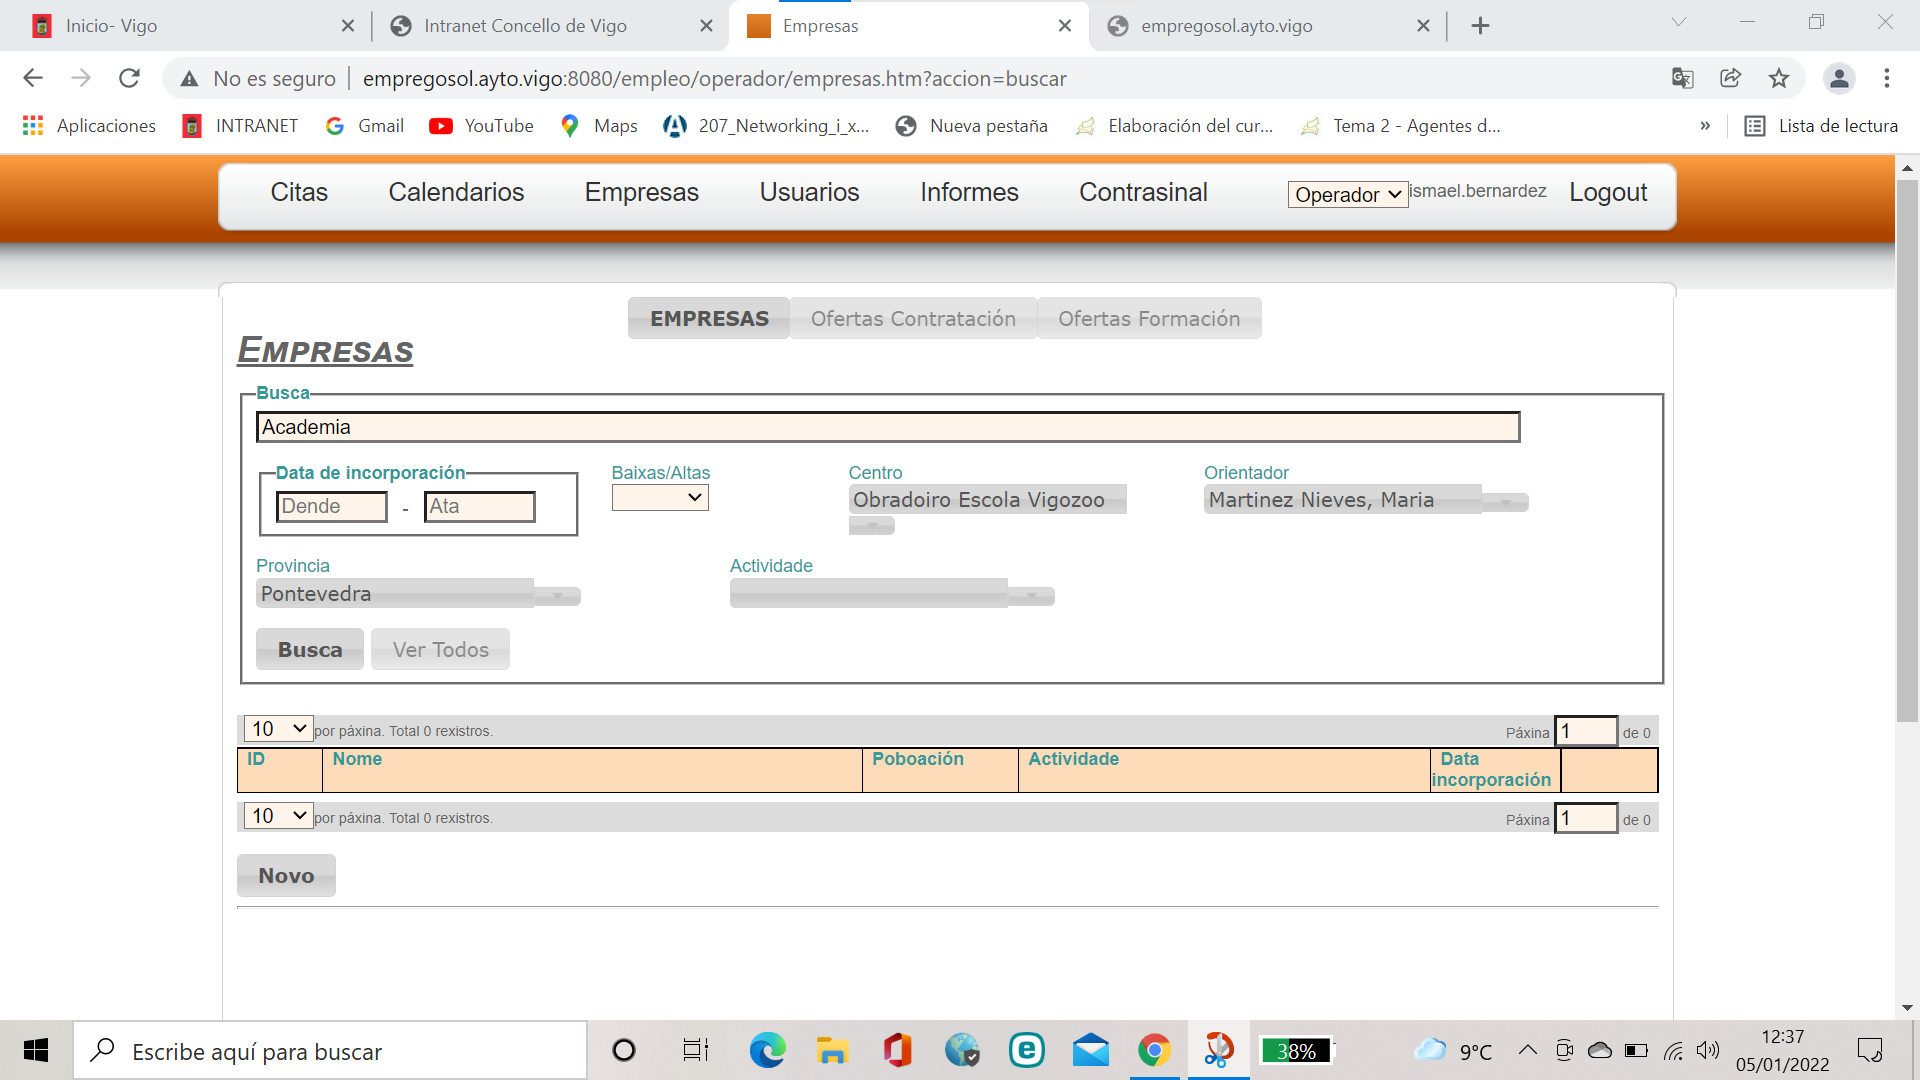 Inicio- Vigo
Intranet Concello de Vigo
Empresas
empregosol.ayto.vigo
No es seguro
empregosol.ayto.vigo:8080/empleo/operador/empresas.htm?accion=buscar
Aplicaciones
INTRANET
Gmail
YouTube
Maps
207_Networking_i_x...
Nueva pestaña
Elaboración del cur...
Tema 2 - Agentes d...
»
Lista de lectura
Citas
Calendarios
Empresas
Usuarios
Informes
Contrasinal
Operador
ismael.bernardez
Logout
EMPRESAS
Ofertas Contratación
Ofertas Formación
EMPRESAS
Busca
Academia
Data de incorporación
Dende - Ata
Baixas/Altas
Centro
Obradoiro Escola Vigozoo
Orientador
Martinez Nieves, Maria
Provincia
Pontevedra
Actividade
Busca
Ver Todos
10 por páxina. Total 0 rexistros.
Páxina 1 de 0
ID
Nome
Poboación
Actividade
Data
incorporación
10 por páxina. Total 0 rexistros.
Páxina 1 de 0
Novo
Escribe aquí para buscar
38%
9°C
12:37
05/01/2022